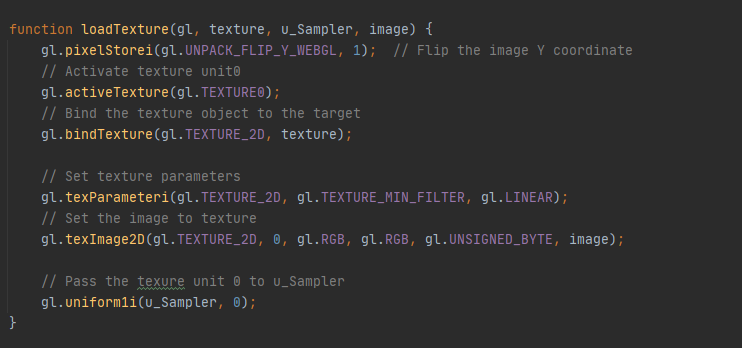 function loadTexture(gl, texture, u_Sampler, image) {
    gl.pixelStorei(gl.UNPACK_FLIP_Y_WEBGL, 1);  // Flip the image Y coordinate
    // Activate texture unit0
    gl.activeTexture(gl.TEXTURE0);
    // Bind the texture object to the target
    gl.bindTexture(gl.TEXTURE_2D, texture);

    // Set texture parameters
    gl.texParameteri(gl.TEXTURE_2D, gl.TEXTURE_MIN_FILTER, gl.LINEAR);
    // Set the image to texture
    gl.texImage2D(gl.TEXTURE_2D, 0, gl.RGB, gl.RGB, gl.UNSIGNED_BYTE, image);

    // Pass the texure unit 0 to u_Sampler
    gl.uniform1i(u_Sampler, 0);
}